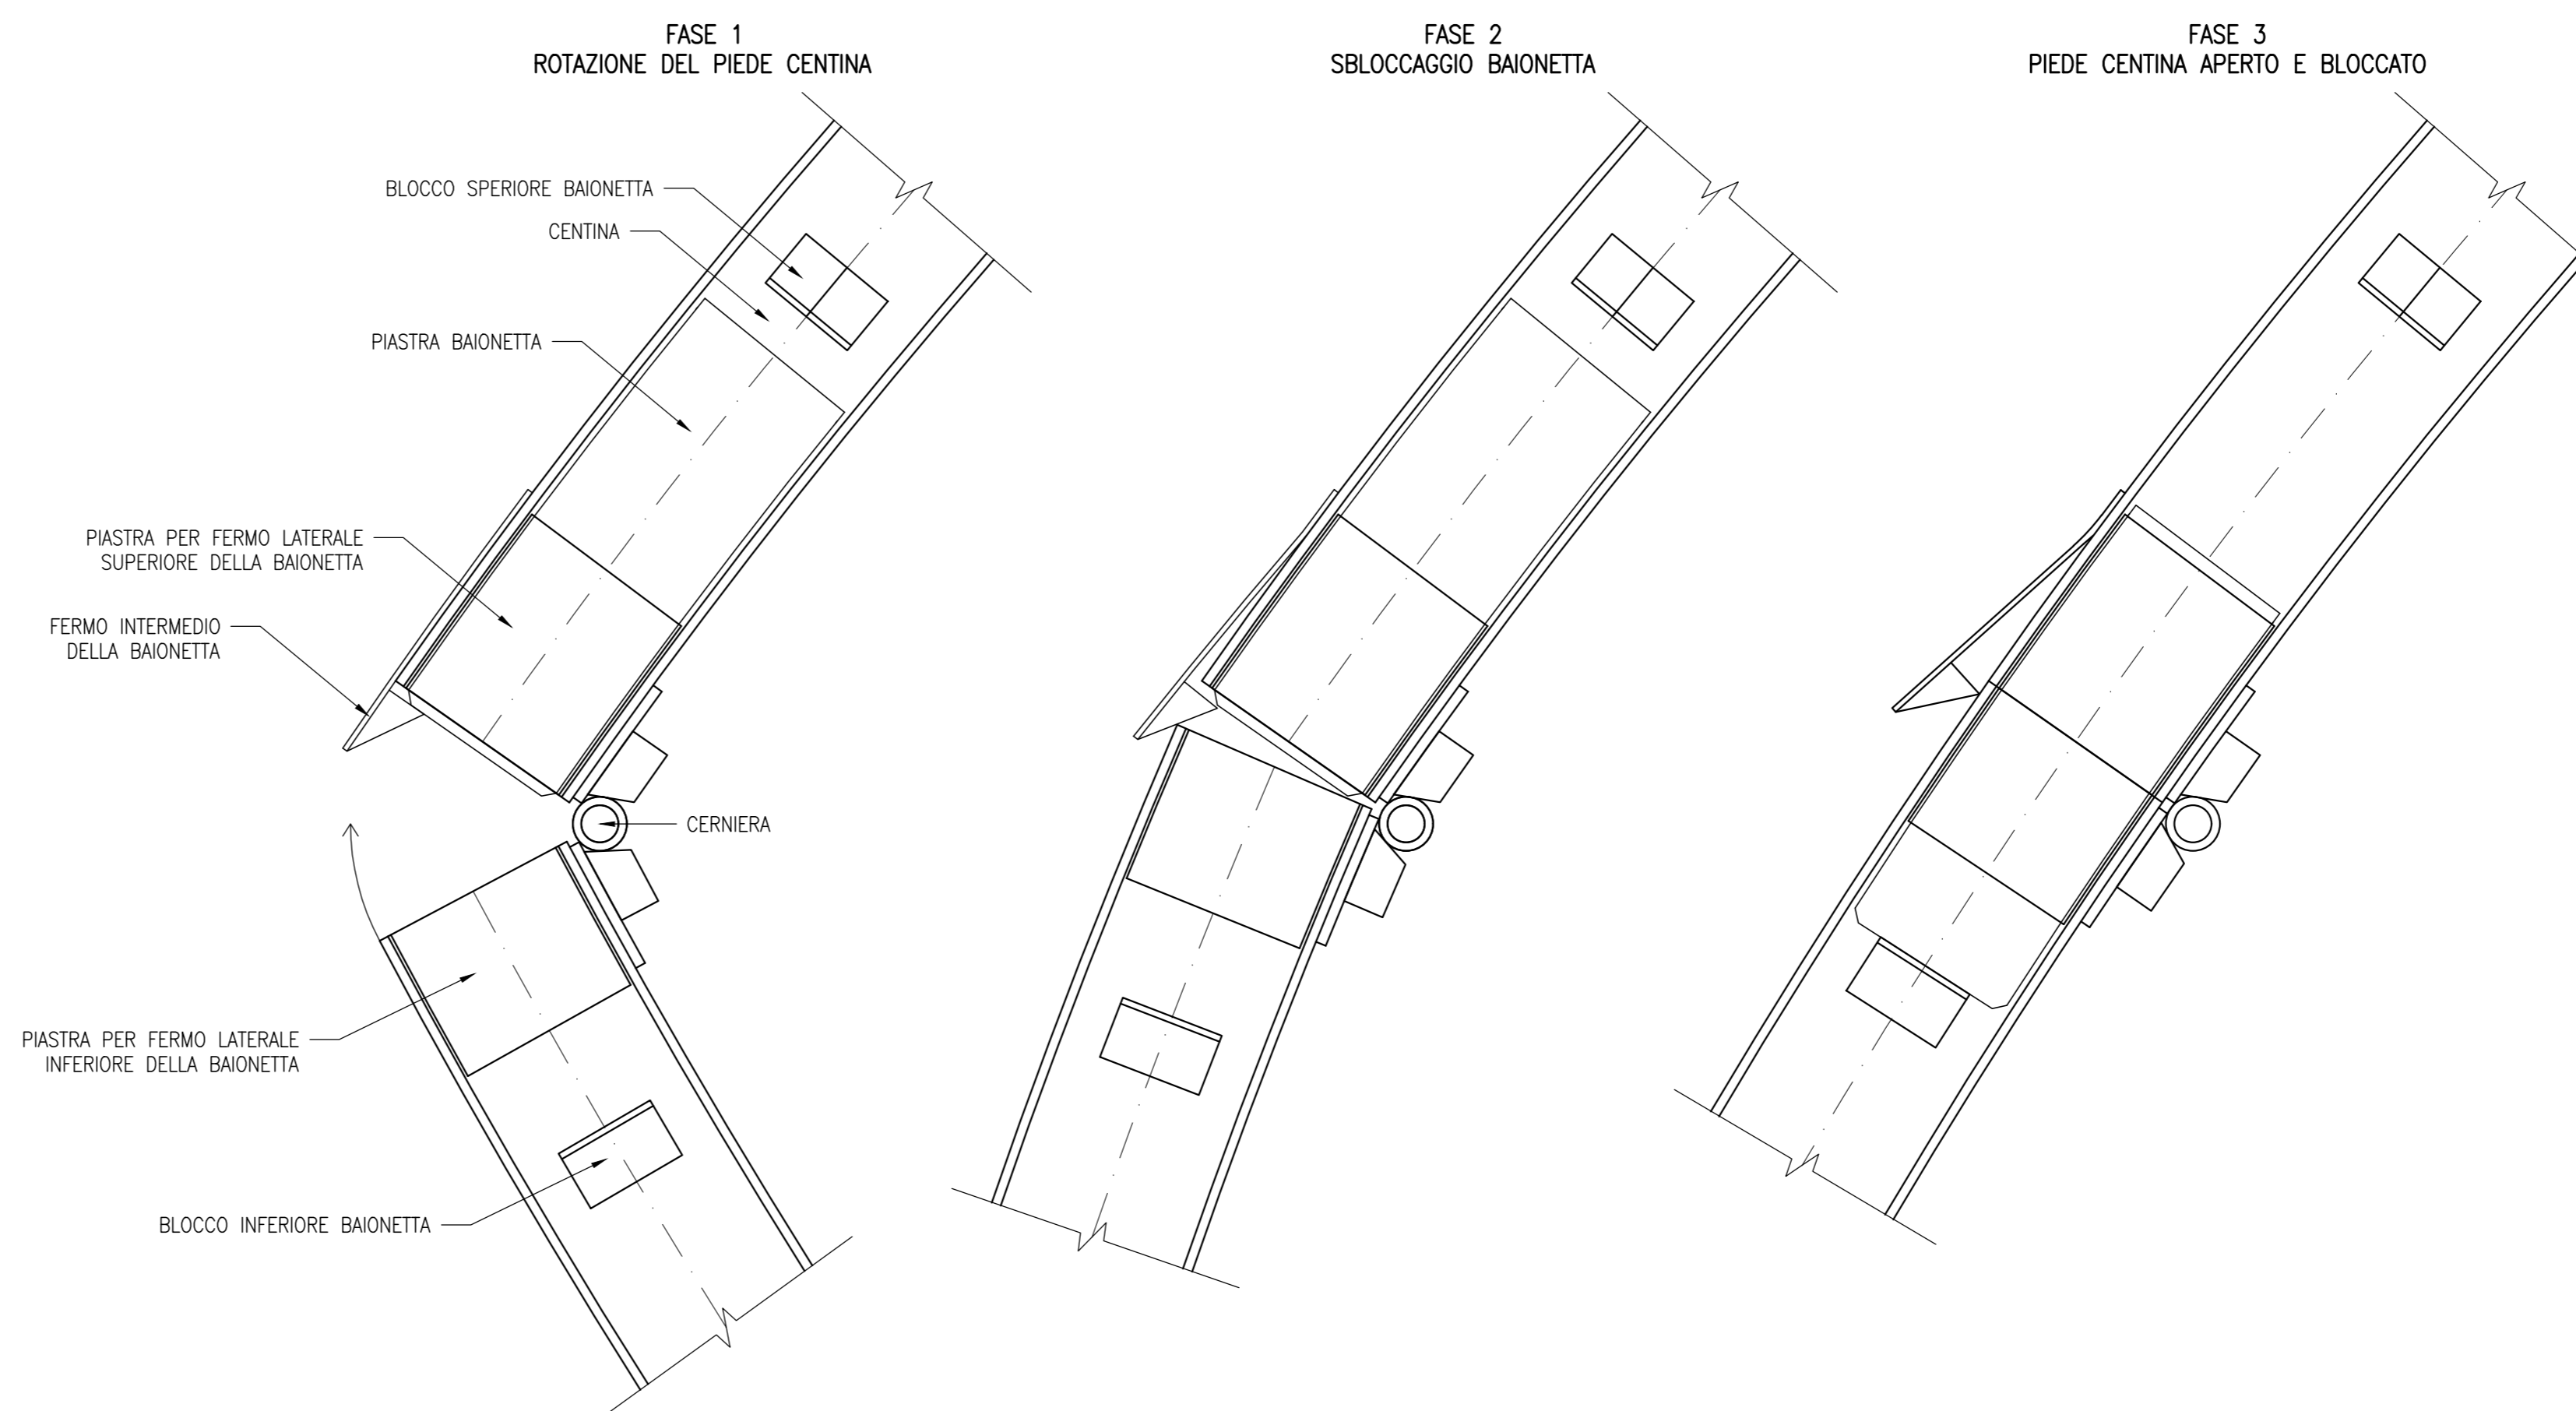 FASE 1
ROTAZIONE DEL PIEDE CENTINA
FASE 2
SBLOCCAGGIO BAIONETTA
FASE 3
PIEDE CENTINA APERTO E BLOCCATO
BLOCCO SPERIORE BAIONETTA
CENTINA
PIASTRA BAIONETTA
PIASTRA PER FERMO LATERALE
SUPERIORE DELLA BAIONETTA
FERMO INTERMEDIO
DELLA BAIONETTA
CERNIERA
PIASTRA PER FERMO LATERALE
INFERIORE DELLA BAIONETTA
BLOCCO INFERIORE BAIONETTA